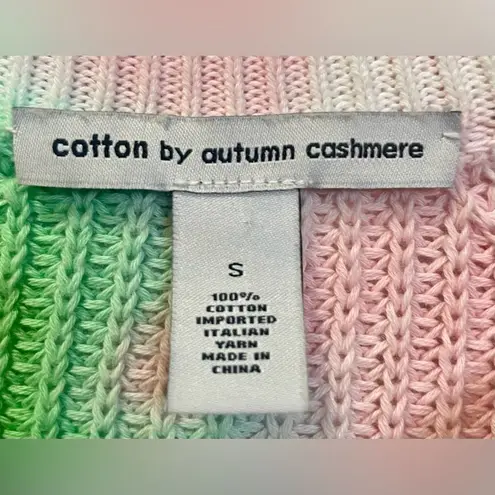 cotton by autumn cashmere
S
100%
COTTON
IMPORTED
ITALIAN
YARN
MADE IN
CHINA